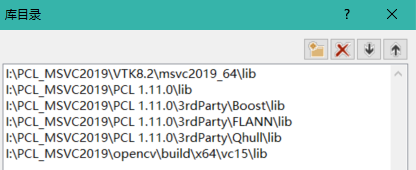 库目录
I:\PCL_MSVC2019\VTK8.2\msvc2019_64\lib
I:\PCL_MSVC2019\PCL 1.11.0\lib
I:\PCL_MSVC2019\PCL 1.11.0\3rdParty\Boost\lib
I:\PCL_MSVC2019\PCL 1.11.0\3rdParty\FLANN\lib
I:\PCL_MSVC2019\PCL 1.11.0\3rdParty\Qhull\lib
I:\PCL_MSVC2019\opencv\build\x64\vc15\lib